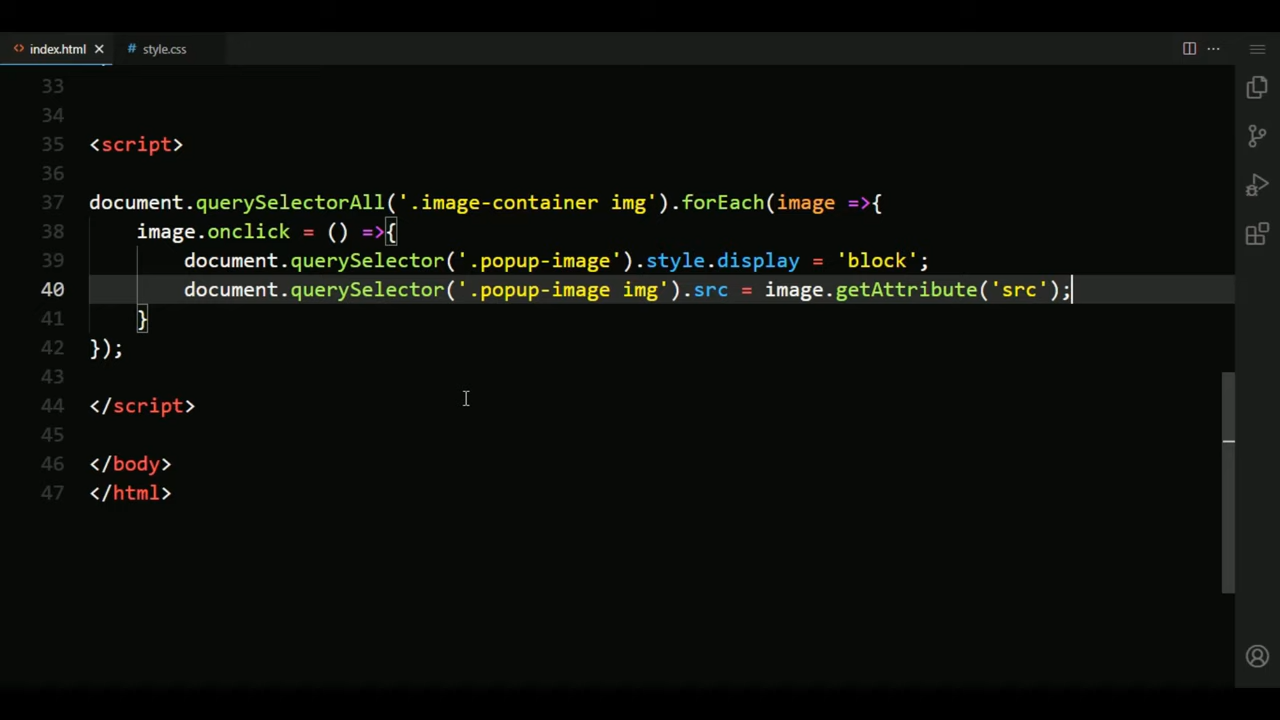 index.html
style.css
33
34
35 <script>
36
37 document.querySelectorAll('.image-container img').forEach(image =>{
38 image.onclick = () =>{
39 document.querySelector('.popup-image').style.display = 'block';
40 document.querySelector('.popup-image img').src = image.getAttribute('src');
41 }
42 });
43
44 </script>
45
46 </body>
47 </html>